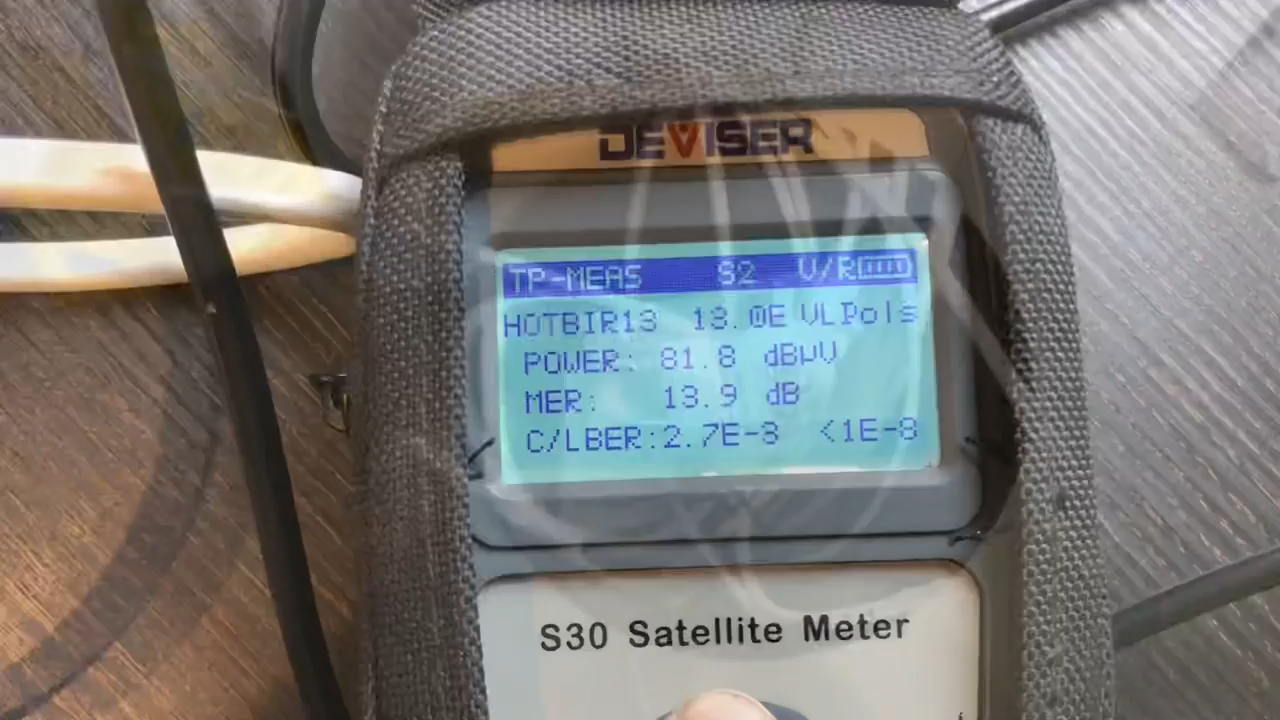 DEVISER
TP-MEAS S2 V/R
HOTBIR13 13.0E VLPols
POWER: 81.8 dBµV
MER: 13.9 dB
C/LBER:2.7E-3 <1E-8
S30 Satellite Meter